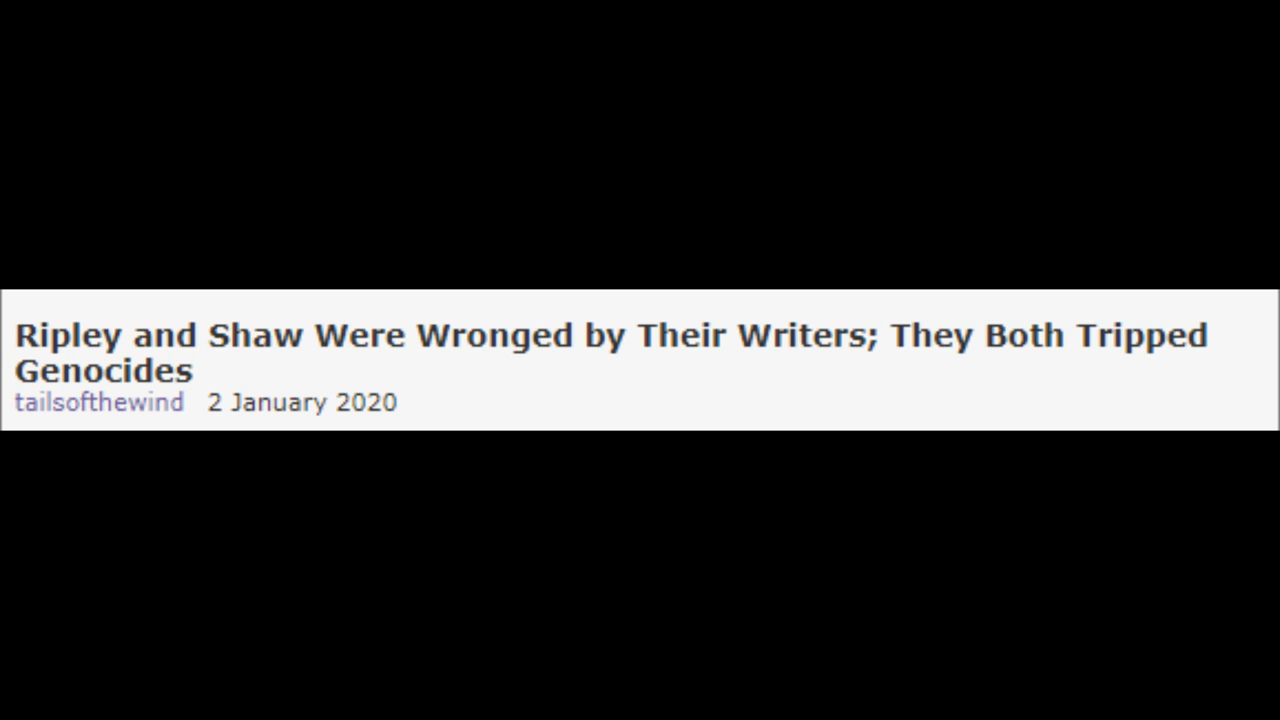 Ripley and Shaw Were Wronged by Their Writers; They Both Tripped
Genocides
tailsofthewind 2 January 2020